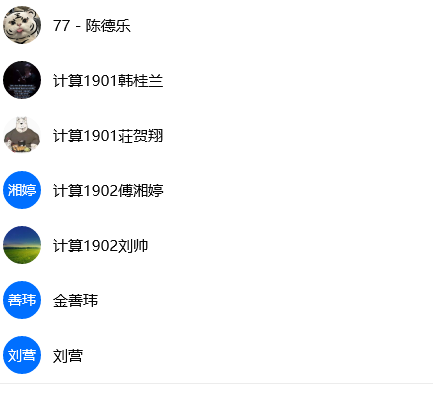 77 - 陈德乐
计算1901韩桂兰
计算1901荘贺翔
湘婷 计算1902傅湘婷
计算1902刘帅
善玮 金善玮
刘营 刘营